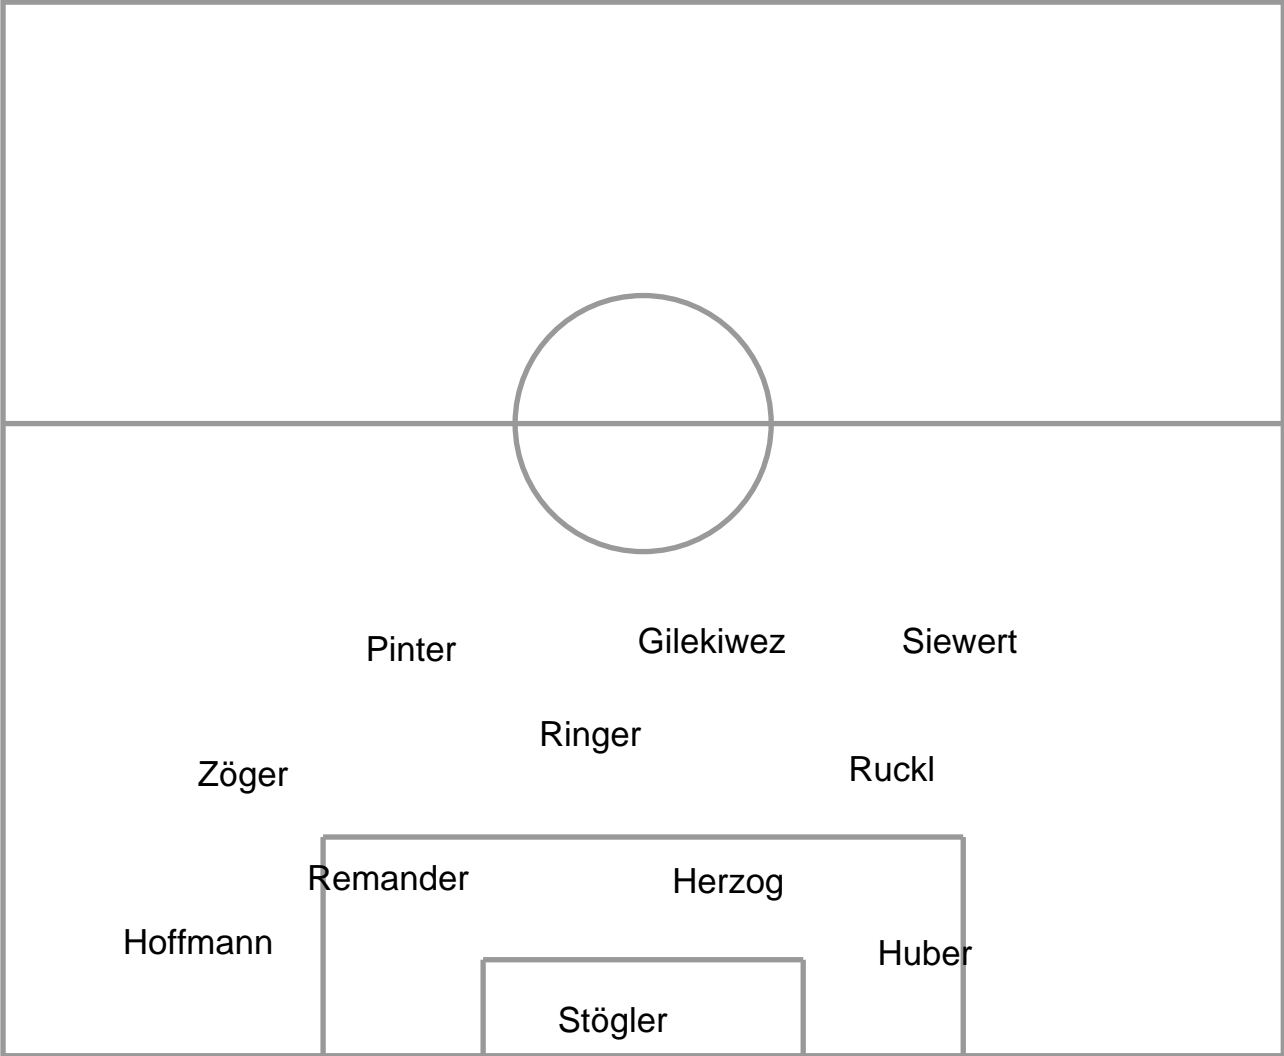 Pinter
Gilekiwez
Siewert
Ringer
Zöger
Ruckl
Remander
Herzog
Hoffmann
Huber
Stögler